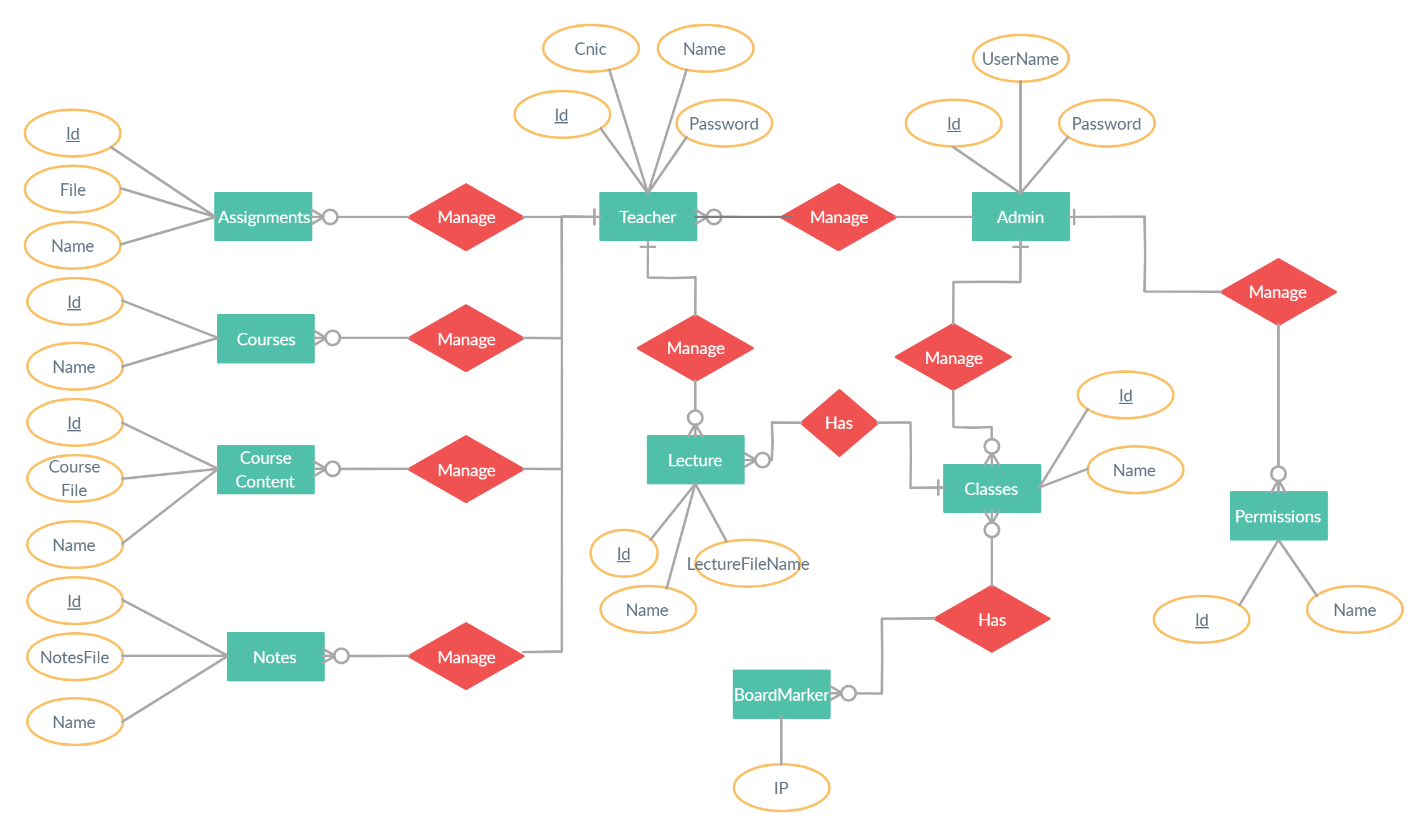 Cnic
Name
UserName
Id
Password
Id
Password
Id
File
Name
Assignments
Manage
Teacher
Manage
Admin
Manage
Id
Name
Courses
Manage
Manage
Manage
Id
Course
File
Name
Course
Content
Manage
Lecture
Has
Classes
Id
Name
Permissions
Id
Name
LectureFileName
Id
Name
Id
NotesFile
Name
Notes
Manage
Has
BoardMarker
IP